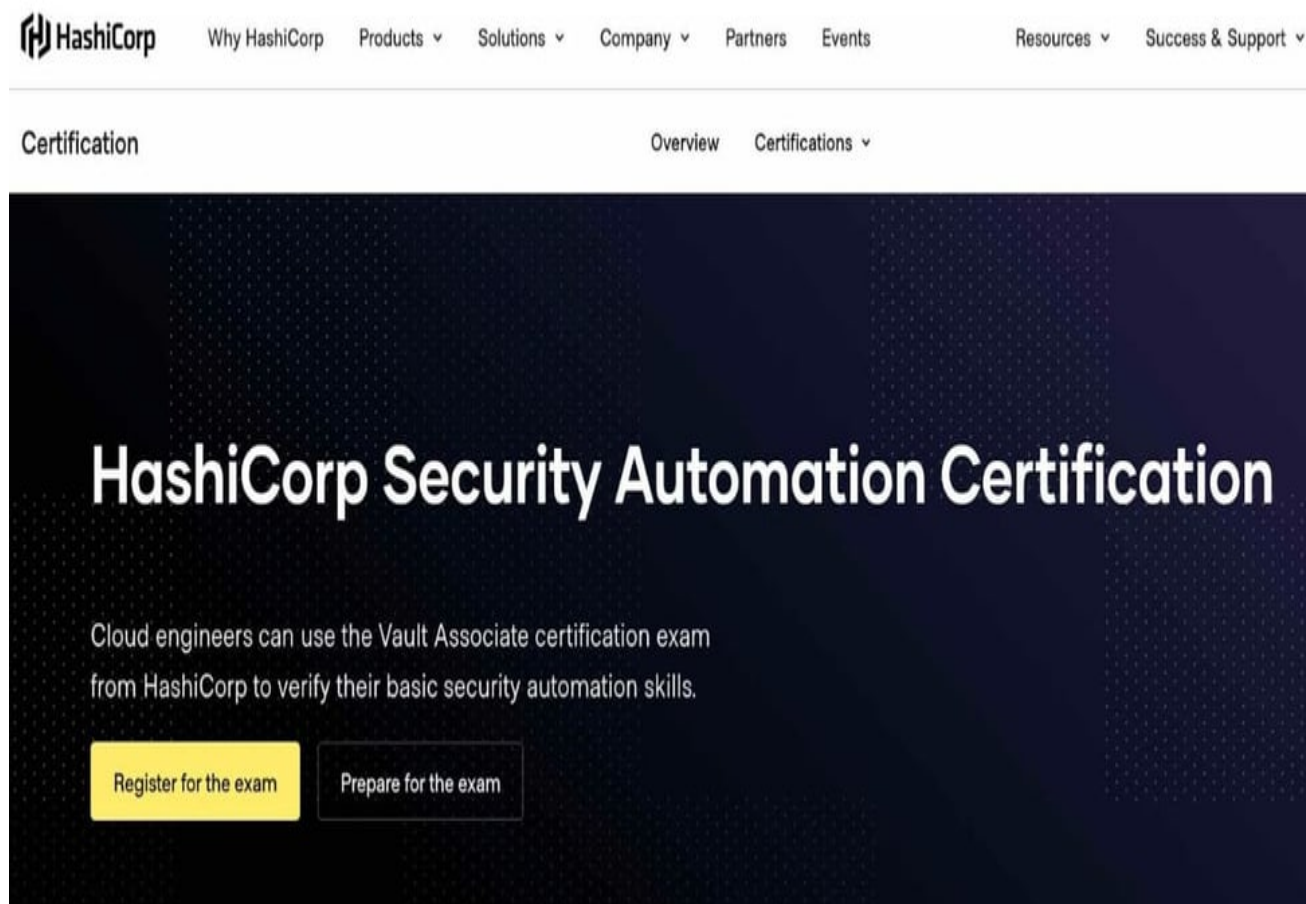 HashiCorp Why HashiCorp Products Solutions Company Partners Events Resources Success & Support
Certification Overview Certifications
HashiCorp Security Automation Certification
Cloud engineers can use the Vault Associate certification exam
from HashiCorp to verify their basic security automation skills.
Register for the exam Prepare for the exam